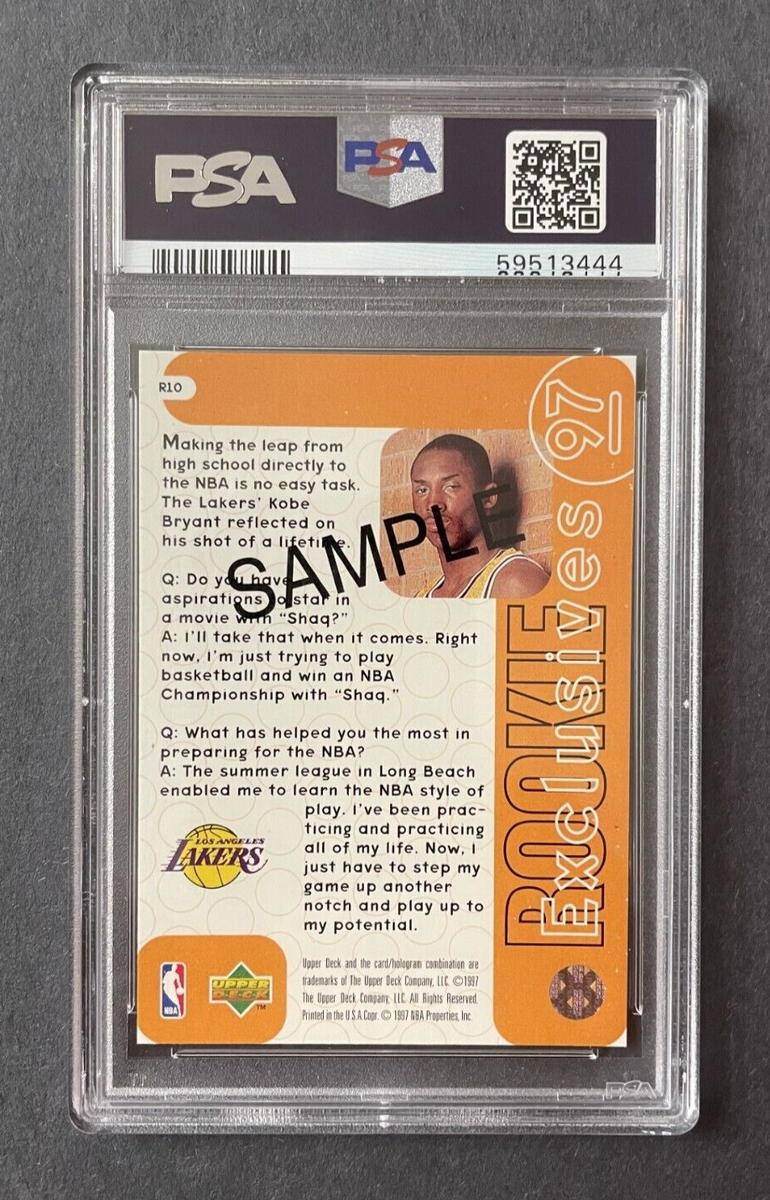 PSA
PSA
59513444
R10
97
Making the leap from
high school directly to
the NBA is no easy task.
The Lakers' Kobe
Bryant reflected on
his shot of a lifetime.
SAMPLE
Q: Do you have
aspirations to star in
a movie with "Shaq?"
A: I'll take that when it comes. Right
now, I'm just trying to play
basketball and win an NBA
Championship with "Shaq."
Q: What has helped you the most in
preparing for the NBA?
A: The summer league in Long Beach
enabled me to learn the NBA style of
play. I've been prac-
ticing and practicing
all of my life. Now, I
just have to step my
game up another
notch and play up to
my potential.
ROOKIE
Exclusives
LOS ANGELES
LAKERS
NBA
UPPER
DECK
TM
Upper Deck and the card/hologram combination are
trademarks of The Upper Deck Company, LLC. ©1997
The Upper Deck Company, LLC. All Rights Reserved.
Printed in the U.S.A. Copr. © 1997 NBA Properties, Inc.
PSA